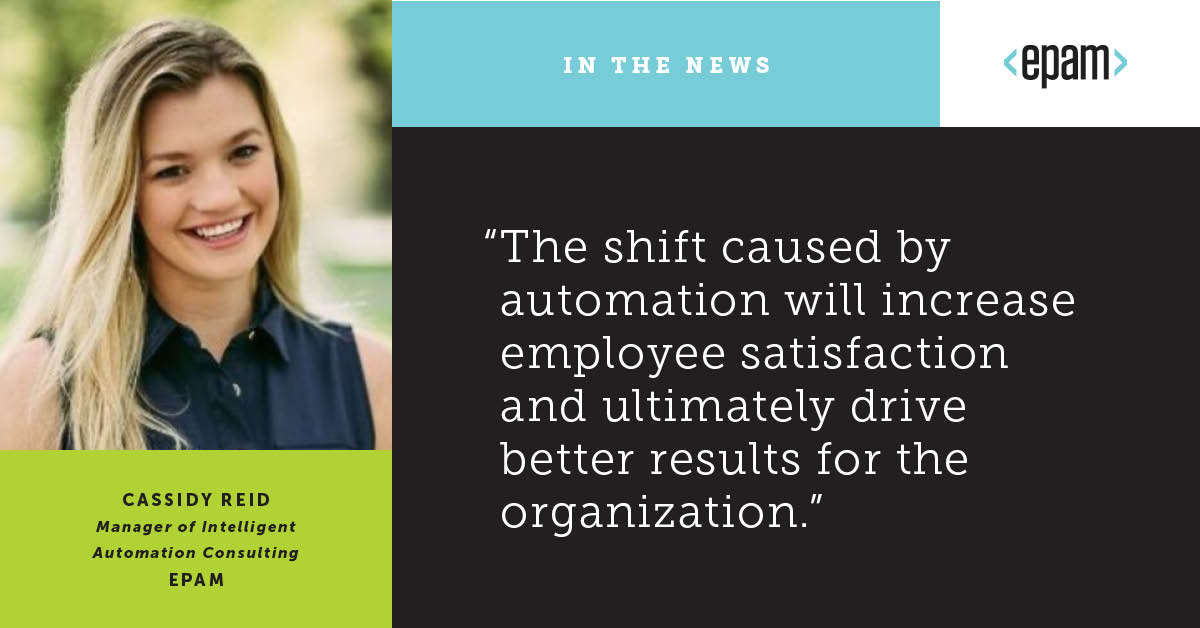 IN THE NEWS
<epam>
“The shift caused by
automation will increase
employee satisfaction
and ultimately drive
better results for the
organization.”
CASSIDY REID
Manager of Intelligent
Automation Consulting
EPAM